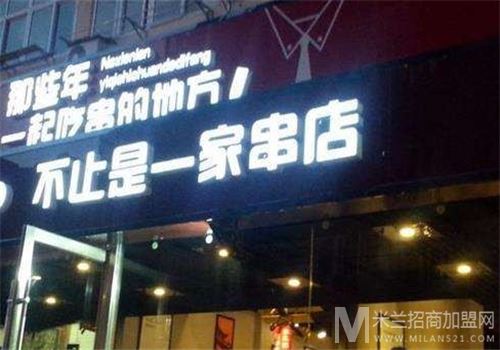 那些年
Naxienian
yiqichichuandedifang
一起吃串的地方！
不止是一家串店
米兰招商加盟网
WWW.MILAN521.COM